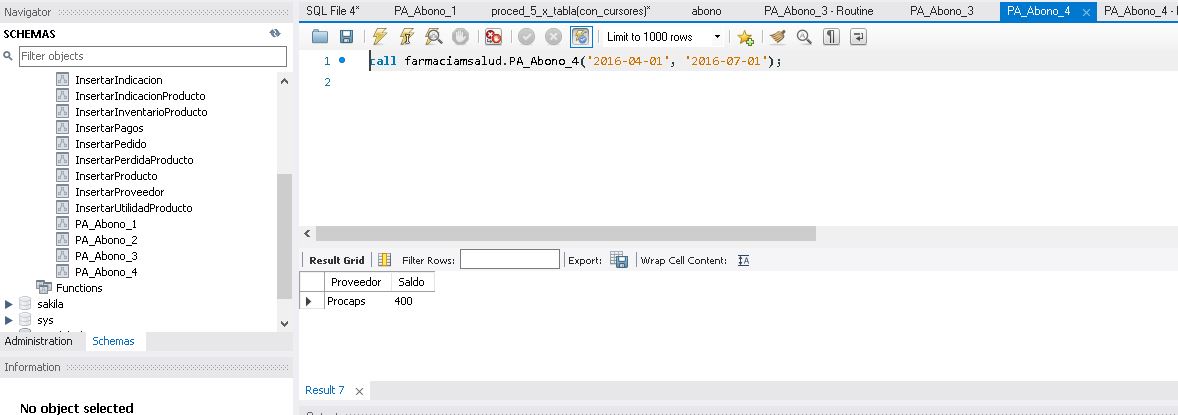 Navigator
SCHEMAS
Filter objects
InsertarIndicacion
InsertarIndicacionProducto
InsertarInventarioProducto
InsertarPagos
InsertarPedido
InsertarPerdidaProducto
InsertarProducto
InsertarProveedor
InsertarUtilidadProducto
PA_Abono_1
PA_Abono_2
PA_Abono_3
PA_Abono_4
Functions
sakila
sys
Administration Schemas
Information
No object selected
SQL File 4* PA_Abono_1 proced_5_x_tabla(con_cursores)* abono PA_Abono_3 - Routine PA_Abono_3 PA_Abono_4 PA_Abono_4 -
Limit to 1000 rows
1 call farmaciamsalud.PA_Abono_4('2016-04-01', '2016-07-01');
2
Result Grid Filter Rows: Export: Wrap Cell Content: IA
Proveedor Saldo
Procaps 400
Result 7